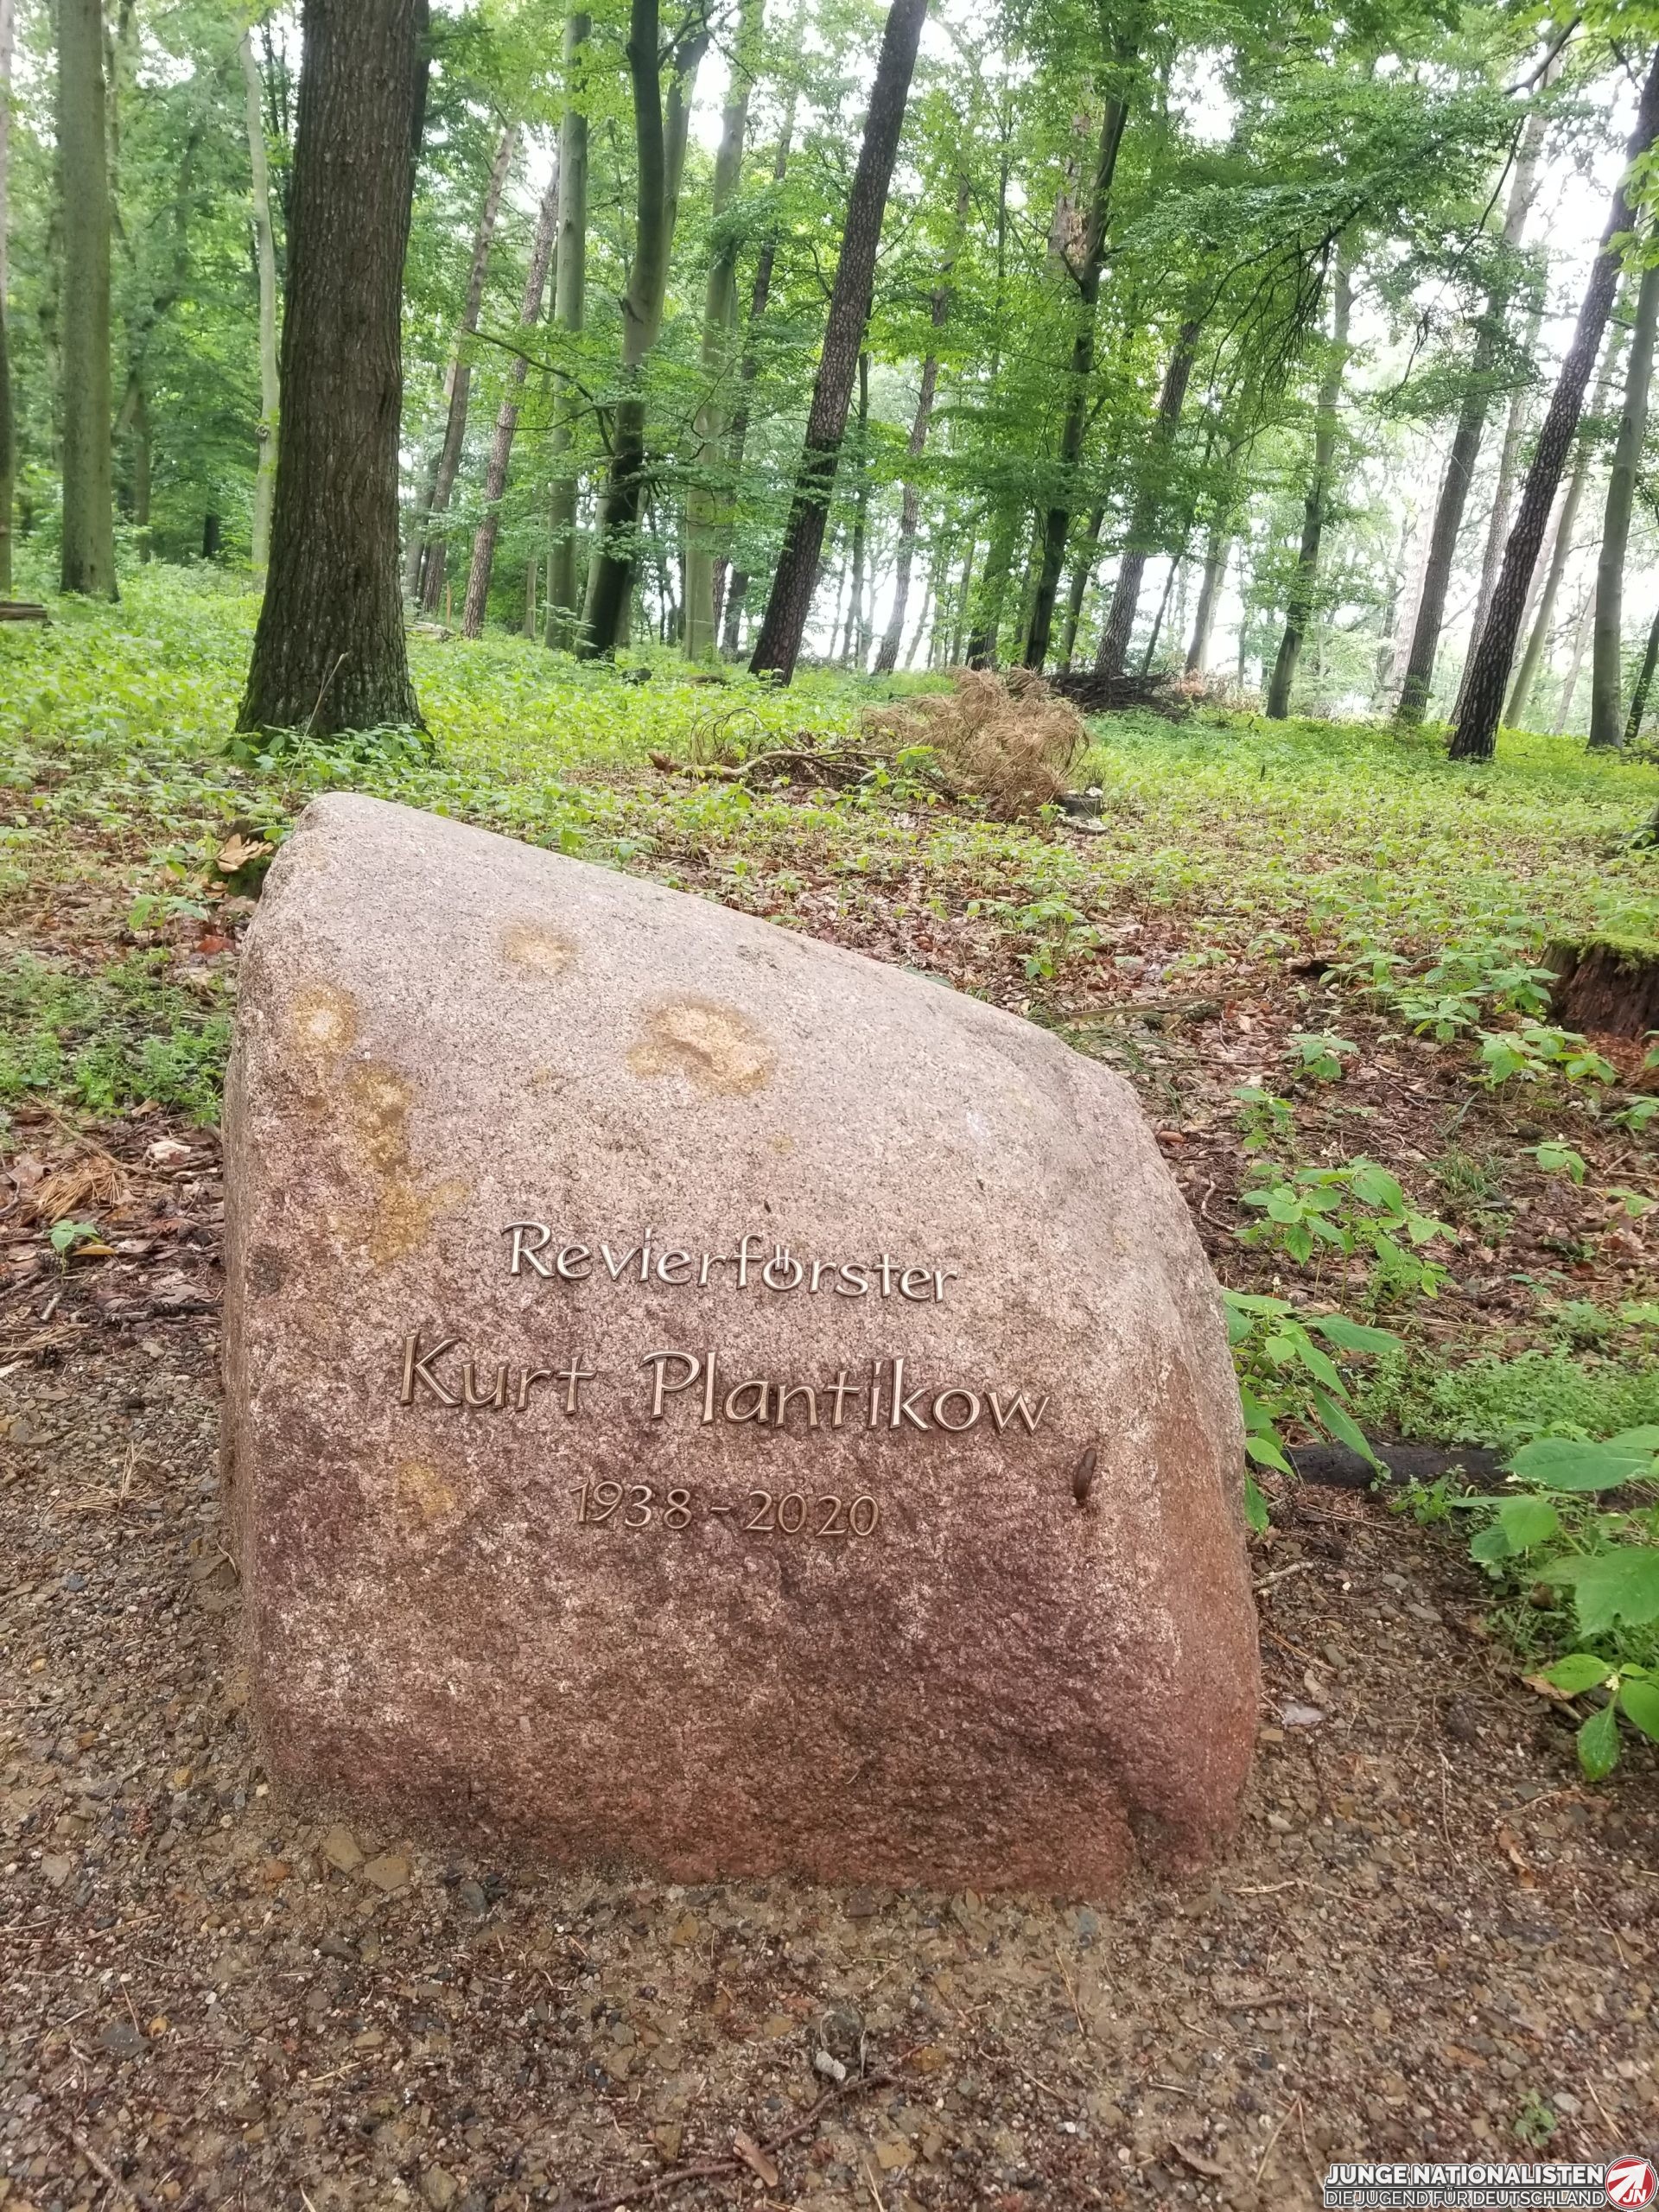 Revierförster
Kurt Plantikow
1938-2020
JUNGE NATIONALISTEN
DIE JUGEND FÜR DEUTSCHLAND
JN